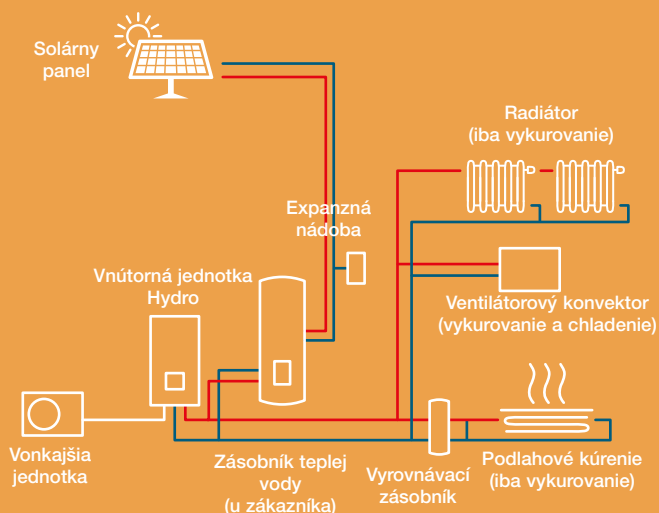 Solárny
panel
Radiátor
(iba vykurovanie)
Expanzná
nádoba
Vnútorná jednotka
Hydro
Ventilátorový konvektor
(vykurovanie a chladenie)
Vonkajšia
jednotka
Zásobník teplej
vody
(u zákazníka)
Vyrovnávací
zásobník
Podlahové kúrenie
(iba vykurovanie)